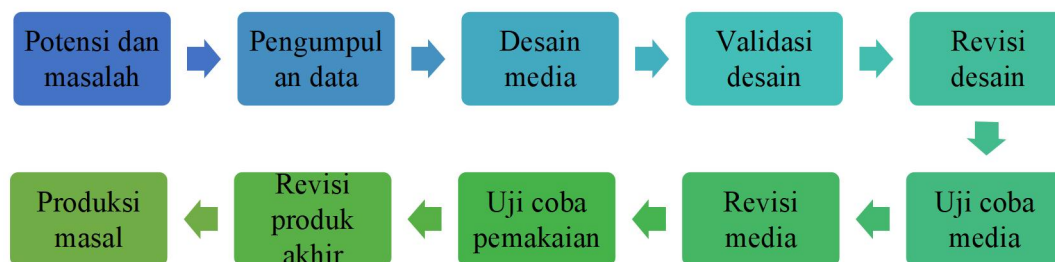 Potensi dan
masalah
Pengumpul
an data
Desain
media
Validasi
desain
Revisi
desain
Uji coba
media
Revisi
media
Uji coba
pemakaian
Revisi
produk
akhir
Produksi
masal